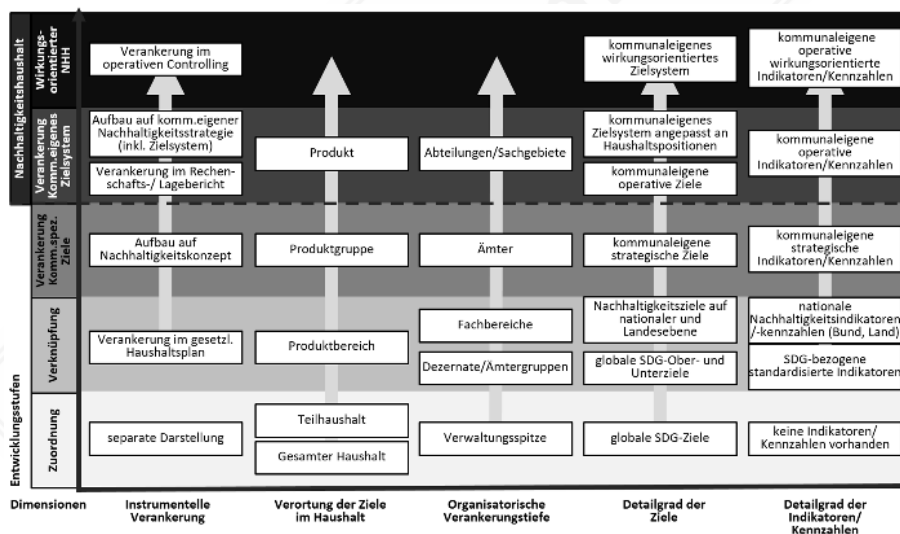 Nachhaltigkeitshaushalt
Wirkungs-
orientierter
NHH
Verankerung im
operativen Controlling
kommunaleigenes
wirkungsorientiertes
Zielsystem
kommunaleigene
operative
wirkungsorientierte
Indikatoren/Kennzahlen
Verankerung
Komm.eigenes
Zielsystem
Aufbau auf komm.eigener
Nachhaltigkeitsstrategie
(inkl. Zielsystem)
Verankerung im Rechen-
schafts-/ Lagebericht
Produkt
Abteilungen/Sachgebiete
kommunaleigenes
Zielsystem angepasst an
Haushaltspositionen
kommunaleigene
operative Ziele
kommunaleigene
operative
Indikatoren/Kennzahlen
Verankerung
Komm.spez.
Ziele
Aufbau auf
Nachhaltigkeitskonzept
Produktgruppe
Ämter
kommunaleigene
strategische Ziele
kommunaleigene
strategische
Indikatoren/Kennzahlen
Entwicklungsstufen
Verknüpfung
Verankerung im gesetzl.
Haushaltsplan
Produktbereich
Fachbereiche
Dezernate/Ämtergruppen
Nachhaltigkeitsziele auf
nationaler und
Landesebene
globale SDG-Ober- und
Unterziele
nationale
Nachhaltigkeitsindikatoren
/-kennzahlen (Bund, Land)
SDG-bezogene
standardisierte Indikatoren
Zuordnung
separate Darstellung
Teilhaushalt
Gesamter Haushalt
Verwaltungsspitze
globale SDG-Ziele
keine Indikatoren/
Kennzahlen vorhanden
Dimensionen
Instrumentelle
Verankerung
Verortung der Ziele
im Haushalt
Organisatorische
Verankerungstiefe
Detailgrad der
Ziele
Detailgrad der
Indikatoren/
Kennzahlen